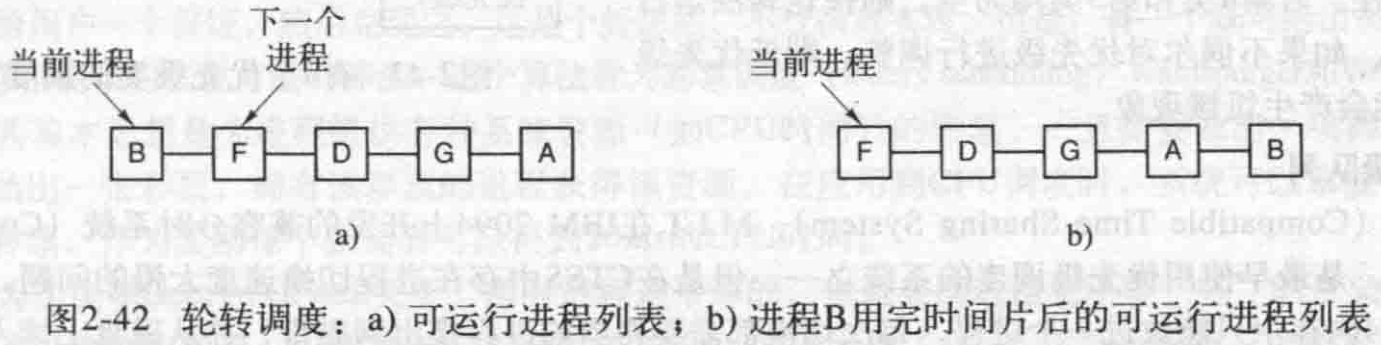 下一个
当前进程
进程
B F D G A
a)
当前进程
F D G A B
b)
图2-42 轮转调度：a) 可运行进程列表；b) 进程B用完时间片后的可运行进程列表